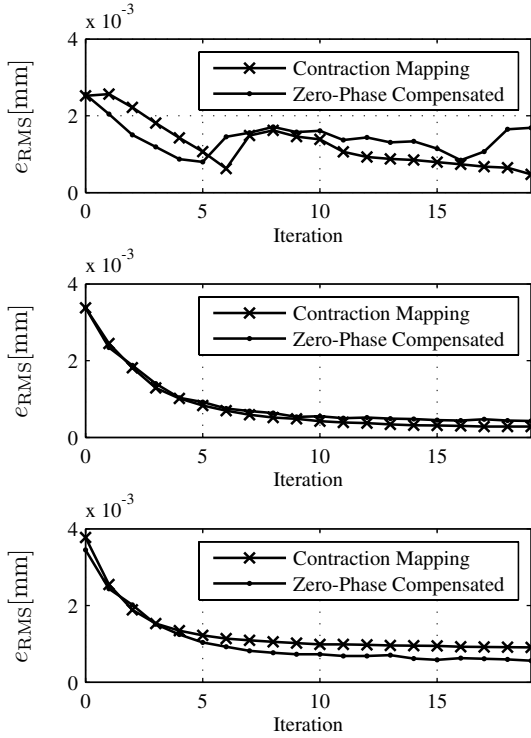 x 10⁻³
4
2
0
e_RMS[mm]
Contraction Mapping
Zero-Phase Compensated
0 5 10 15
Iteration
x 10⁻³
4
2
0
e_RMS[mm]
Contraction Mapping
Zero-Phase Compensated
0 5 10 15
Iteration
x 10⁻³
4
2
0
e_RMS[mm]
Contraction Mapping
Zero-Phase Compensated
0 5 10 15
Iteration